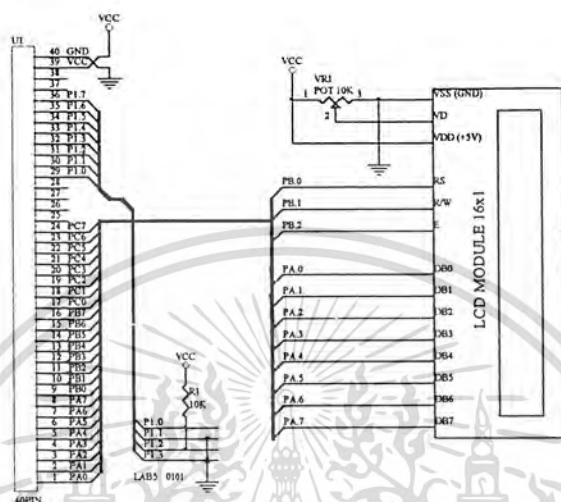 U1
VCC
40 GND
39 VCC
38
37
36 P1.7
35 P1.6
34 P1.5
33 P1.4
32 P1.3
31 P1.2
30 P1.1
29 P1.0
28
27
26
25
24 PC7
23 PC6
22 PC5
21 PC4
20 PC3
19 PC2
18 PC1
17 PC0
16 PB7
15 PB6
14 PB5
13 PB4
12 PB3
11 PB2
10 PB1
9 PB0
8 PA7
7 PA6
6 PA5
5 PA4
4 PA3
3 PA2
2 PA1
1 PA0
40PIN
VCC
R1
10K
P1.0
P1.1
P1.2
P1.3
LAB5 0101
VCC
VR1
POT 10K
1
3
2
VSS (GND)
VD
VDD (+5V)
PB.0 RS
PB.1 R/W
PB.2 E
PA.0 DB0
PA.1 DB1
PA.2 DB2
PA.3 DB3
PA.4 DB4
PA.5 DB5
PA.6 DB6
PA.7 DB7
LCD MODULE 16x1